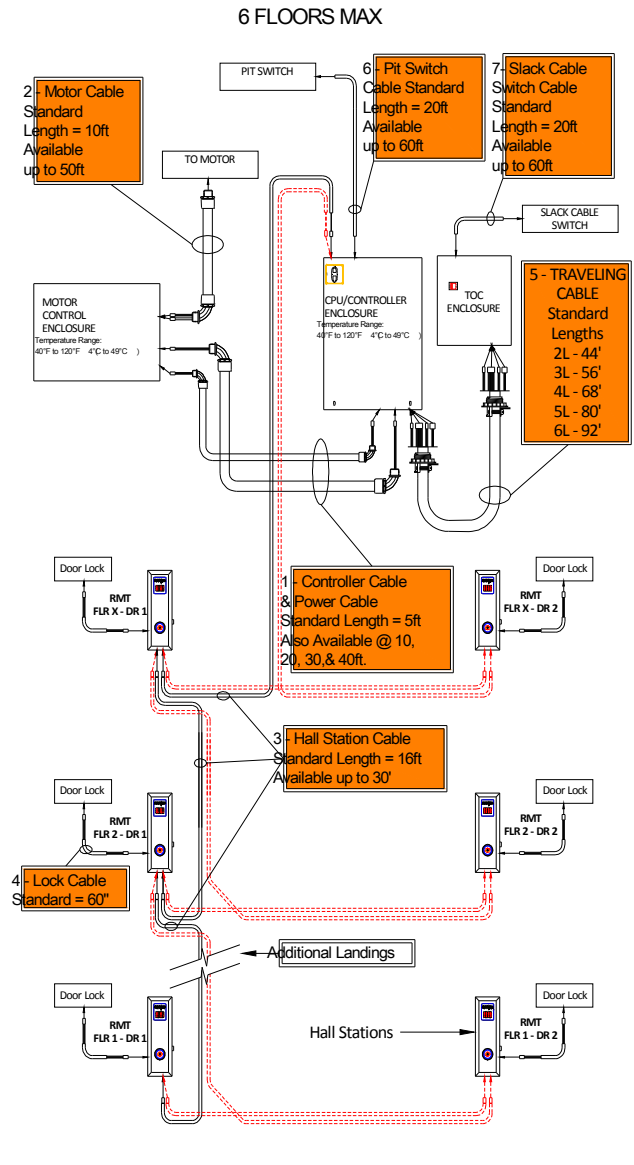 6 FLOORS MAX
2 - Motor Cable
Standard
Length = 10ft
Available
up to 50ft
PIT SWITCH
6 - Pit Switch
Cable Standard
Length = 20ft
Available
up to 60ft
7- Slack Cable
Switch Cable
Standard
Length = 20ft
Available
up to 60ft
TO MOTOR
SLACK CABLE
SWITCH
MOTOR
CONTROL
ENCLOSURE
Temperature Range:
40°F to 120°F 4°C to 49°C )
CPU/CONTROLLER
ENCLOSURE
Temperature Range:
40°F to 120°F 4°C to 49°C )
TOC
ENCLOSURE
5 - TRAVELING
CABLE
Standard
Lengths
2L - 44'
3L - 56'
4L - 68'
5L - 80'
6L - 92'
Door Lock
RMT
FLR X - DR 1
1 - Controller Cable
& Power Cable
Standard Length = 5ft
Also Available @ 10,
20, 30,& 40ft.
Door Lock
RMT
FLR X - DR 2
3 - Hall Station Cable
Standard Length = 16ft
Available up to 30'
Door Lock
RMT
FLR 2 - DR 1
Door Lock
RMT
FLR 2 - DR 2
4 - Lock Cable
Standard = 60"
Additional Landings
Door Lock
RMT
FLR 1 - DR 1
Hall Stations
Door Lock
RMT
FLR 1 - DR 2